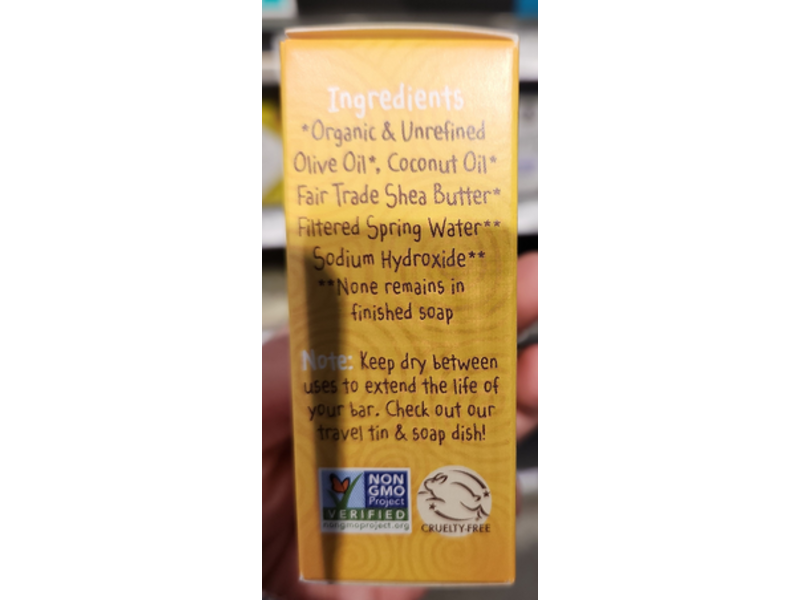 Ingredients
*Organic & Unrefined
Olive Oil*, Coconut Oil*
Fair Trade Shea Butter*
Filtered Spring Water**
Sodium Hydroxide**
**None remains in
finished soap
Note: Keep dry between
uses to extend the life of
your bar. Check out our
travel tin & soap dish!
NON
GMO
Project
VERIFIED
nongmoproject.org
CRUELTY-FREE